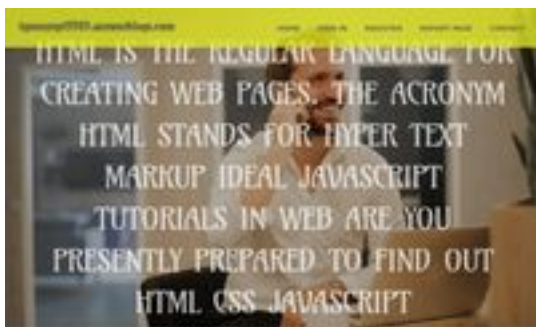 HOME
HTML IS THE REGULAR LANGUAGE FOR
CREATING WEB PAGES. THE ACRONYM
HTML STANDS FOR HYPER TEXT
MARKUP IDEAL JAVASCRIPT
TUTORIALS IN WEB ARE YOU
PRESENTLY PREPARED TO FIND OUT
HTML CSS JAVASCRIPT